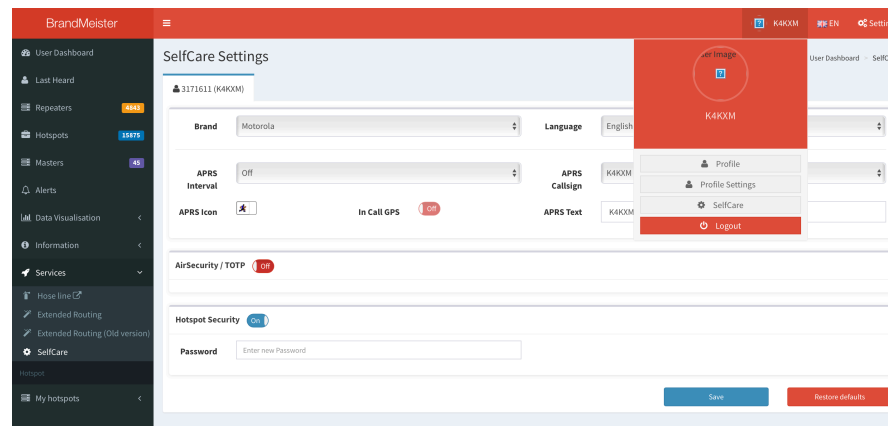 BrandMeister
K4KXM
EN
Setti
User Dashboard
Last Heard
Repeaters 4843
Hotspots 15875
Masters 45
Alerts
Data Visualisation
Information
Services
Hose line
Extended Routing
Extended Routing (Old version)
SelfCare
Hotspot
My hotspots
SelfCare Settings
User Dashboard > SelfC
3171611 (K4KXM)
Brand Motorola
Language English
APRS Interval Off
APRS Callsign K4KXM
APRS Icon
In Call GPS Off
APRS Text K4KXM
er Image
K4KXM
Profile
Profile Settings
SelfCare
Logout
AirSecurity / TOTP Off
Hotspot Security On
Password Enter new Password
Save
Restore defaults